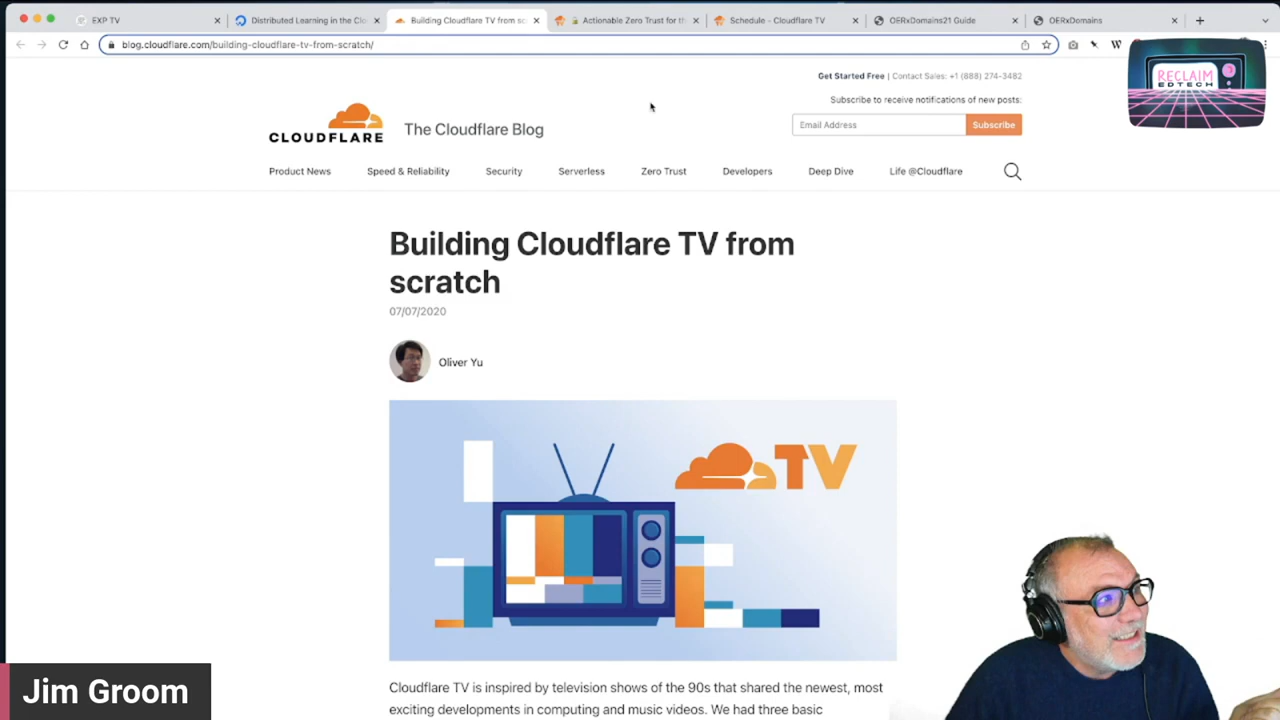 EXP TV
Distributed Learning in the Clo
Building Cloudflare TV from sc
Actionable Zero Trust for th
Schedule - Cloudflare TV
OERxDomains21 Guide
OERxDomains
blog.cloudflare.com/building-cloudflare-tv-from-scratch/
W
RECLAIM
EDTECH
Get Started Free | Contact Sales: +1 (888) 274-3482
Subscribe to receive notifications of new posts:
CLOUDFLARE
The Cloudflare Blog
Email Address
Subscribe
Product News
Speed & Reliability
Security
Serverless
Zero Trust
Developers
Deep Dive
Life @Cloudflare
Building Cloudflare TV from
scratch
07/07/2020
Oliver Yu
TV
Cloudflare TV is inspired by television shows of the 90s that shared the newest, most
exciting developments in computing and music videos. We had three basic
Jim Groom